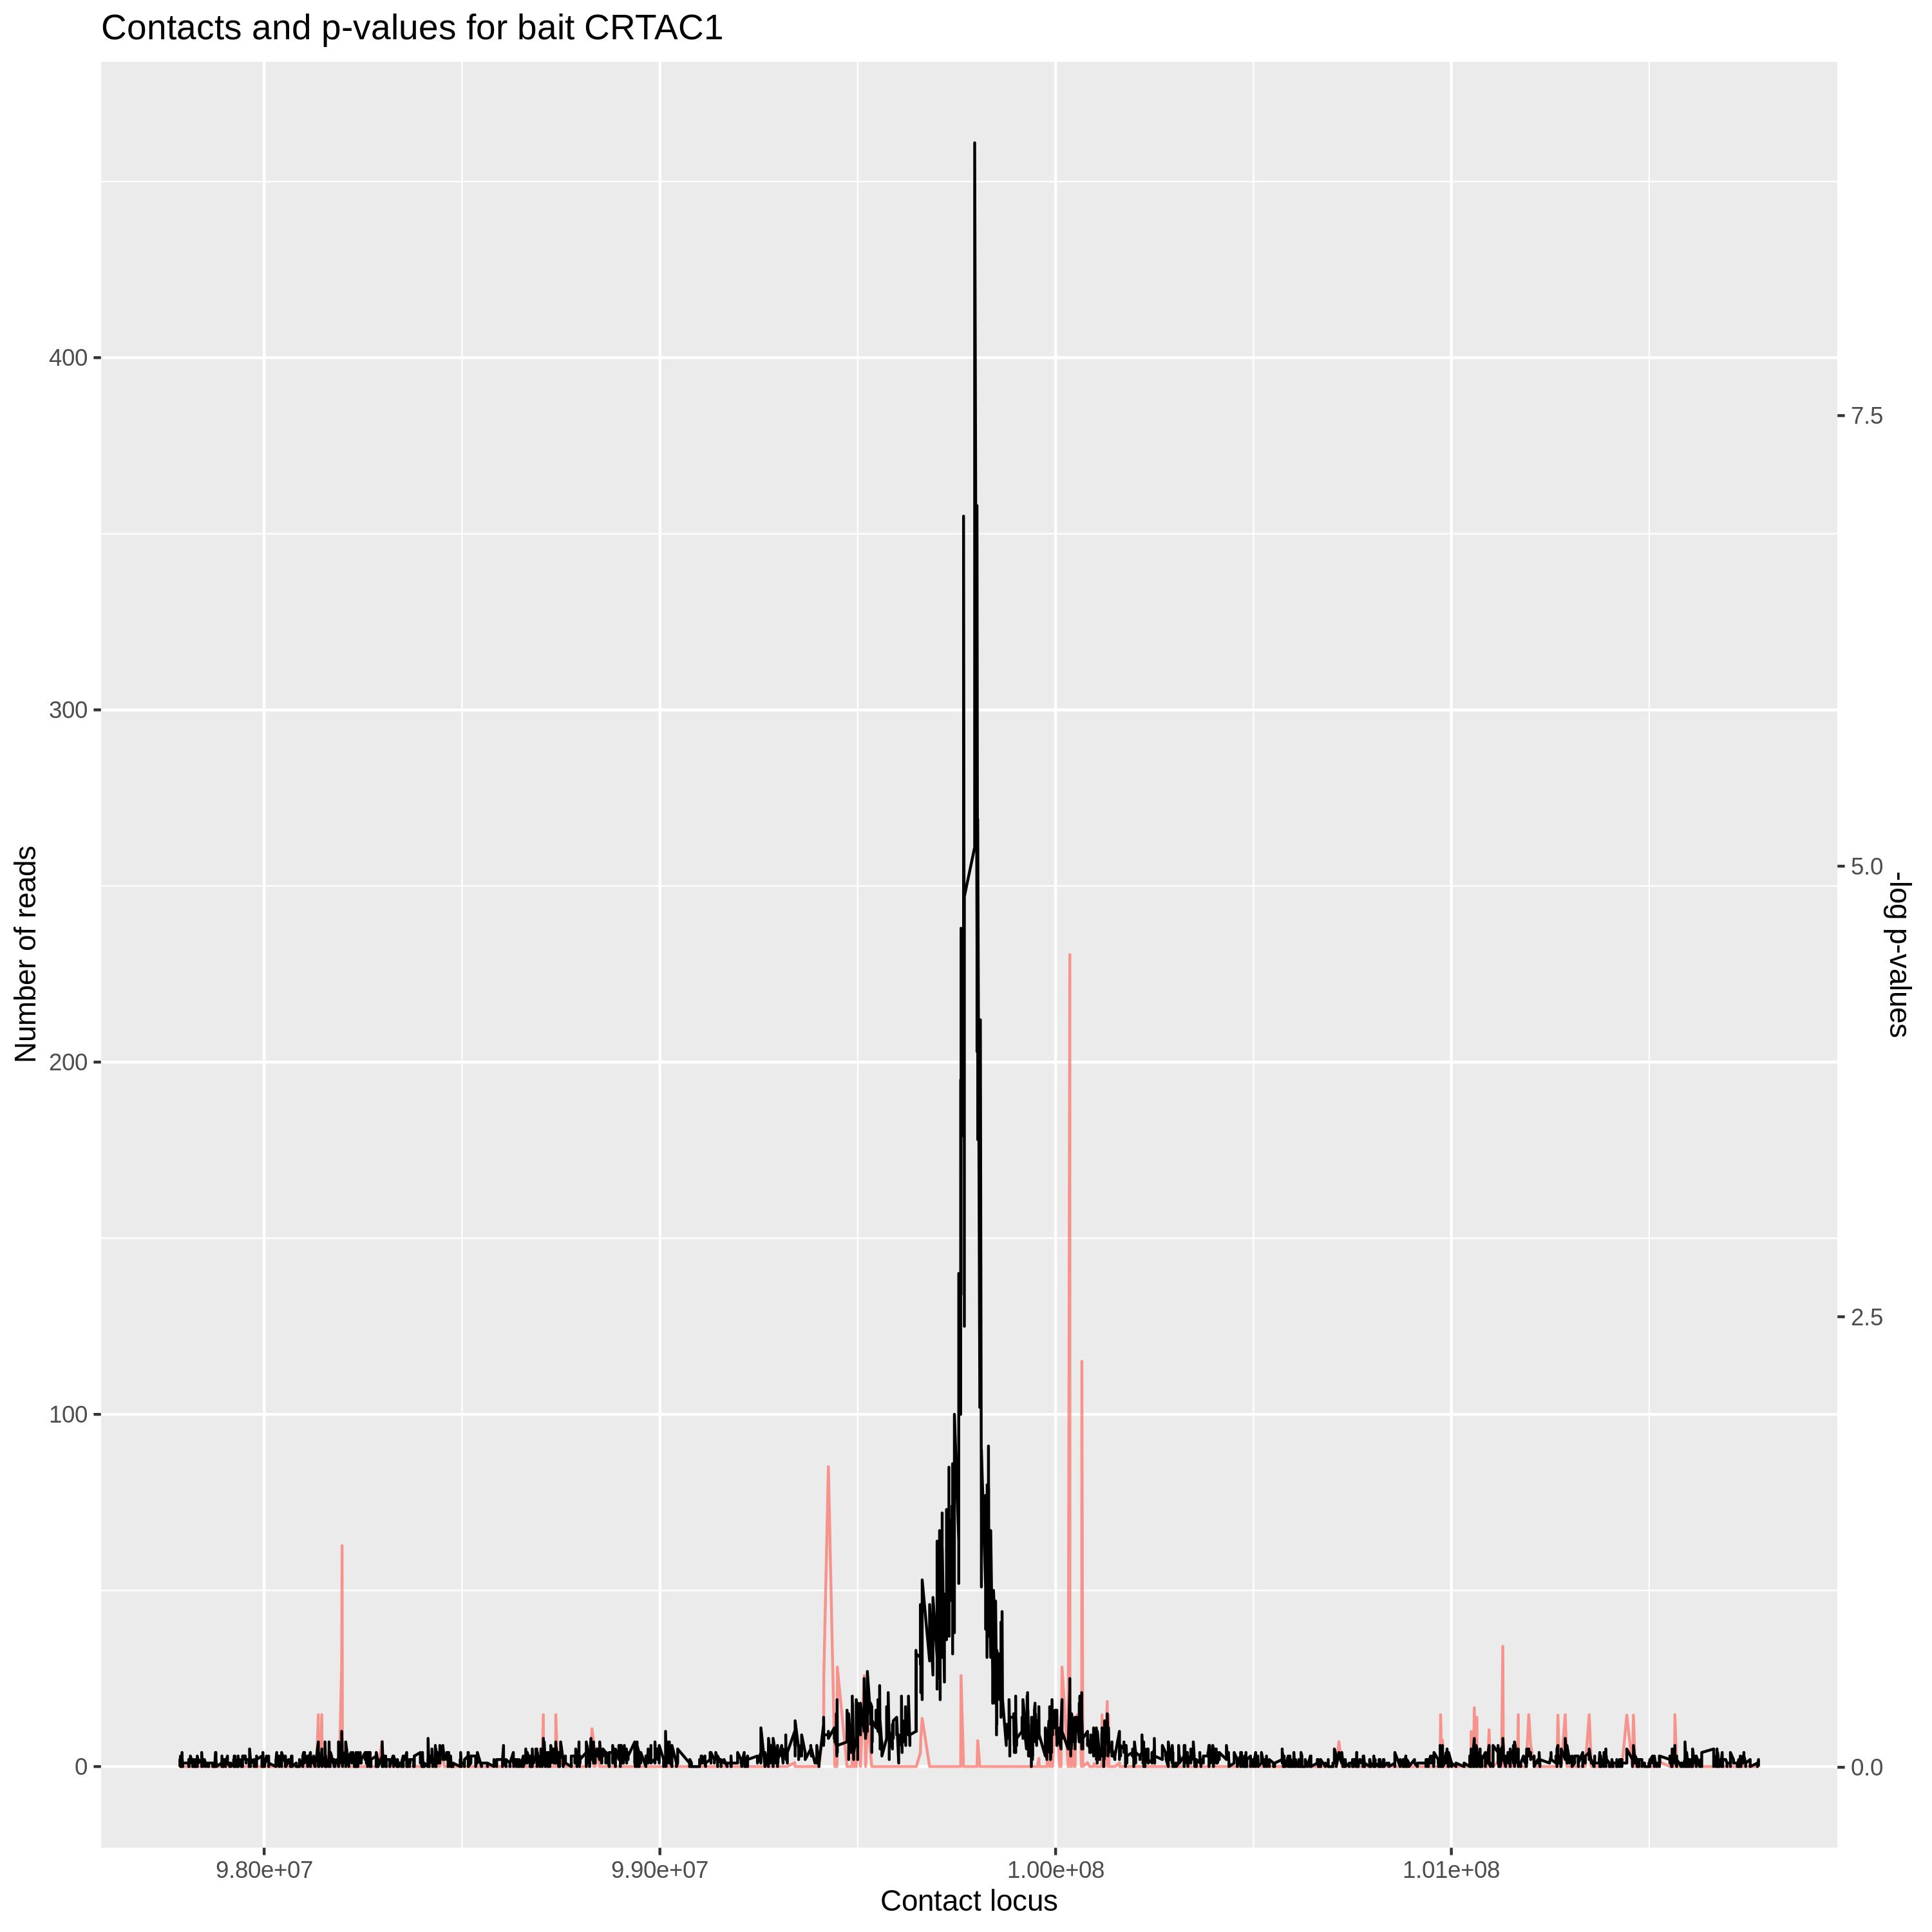 Contacts and p-values for bait CRTAC1
Number of reads
400
300
200
100
0
7.5
5.0
2.5
0.0
-log p-values
9.80e+07
9.90e+07
1.00e+08
1.01e+08
Contact locus